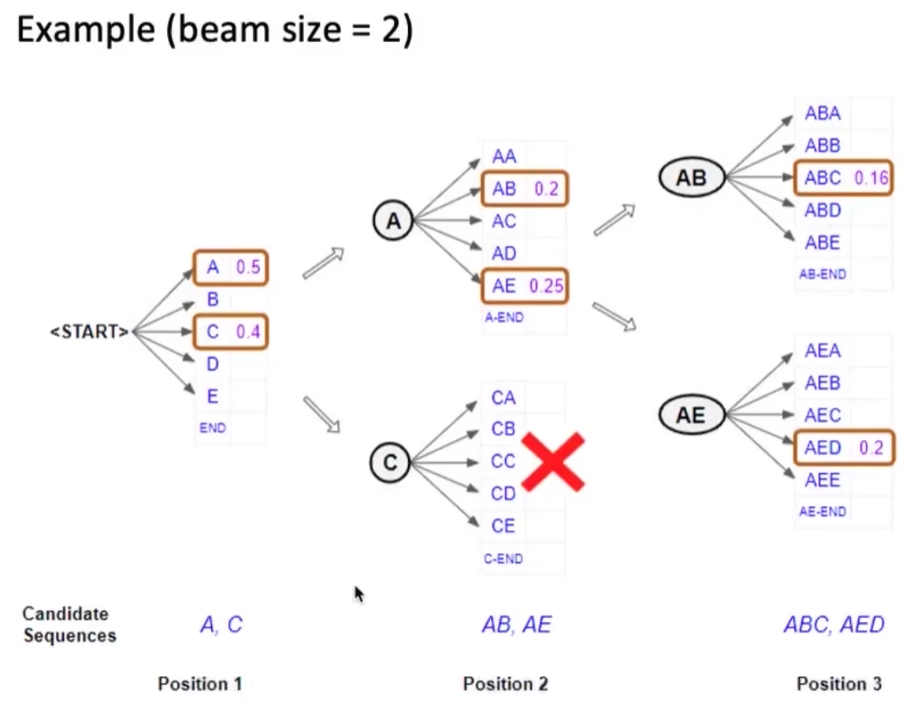 Example (beam size = 2)
<START>
A 0.5
B
C 0.4
D
E
END
A
AA
AB 0.2
AC
AD
AE 0.25
A-END
C
CA
CB
CC
CD
CE
C-END
AB
ABA
ABB
ABC 0.16
ABD
ABE
AB-END
AE
AEA
AEB
AEC
AED 0.2
AEE
AE-END
Candidate
Sequences
A, C
AB, AE
ABC, AED
Position 1
Position 2
Position 3